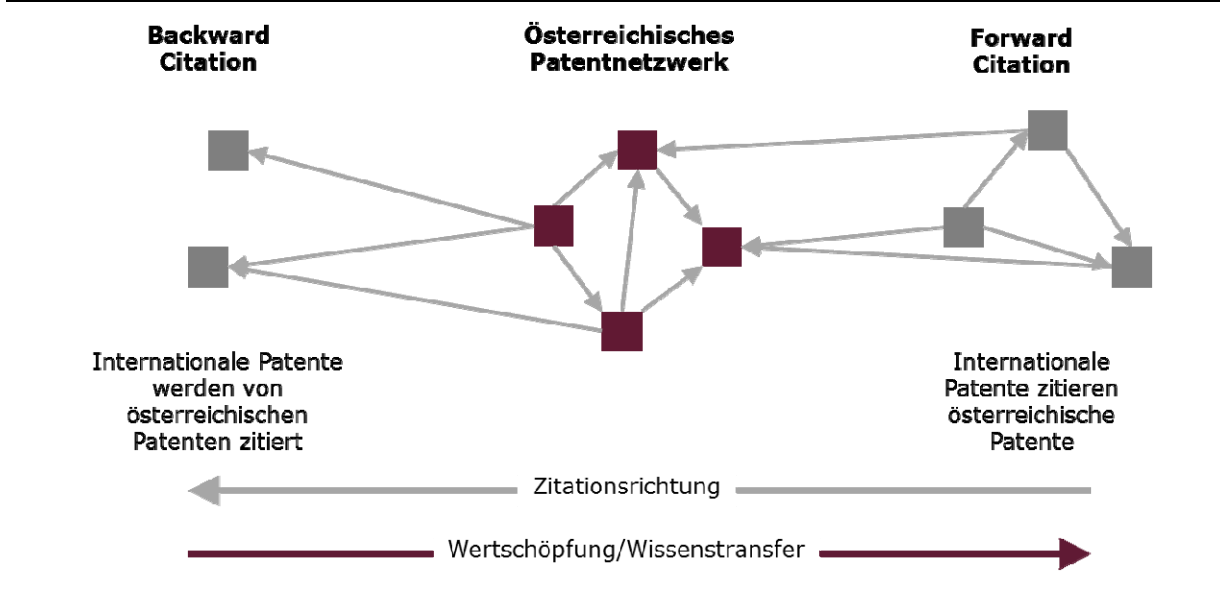 Backward
Citation
Österreichisches
Patentnetzwerk
Forward
Citation
Internationale Patente
werden von
österreichischen
Patenten zitiert
Internationale
Patente zitieren
österreichische
Patente
Zitationsrichtung
Wertschöpfung/Wissenstransfer